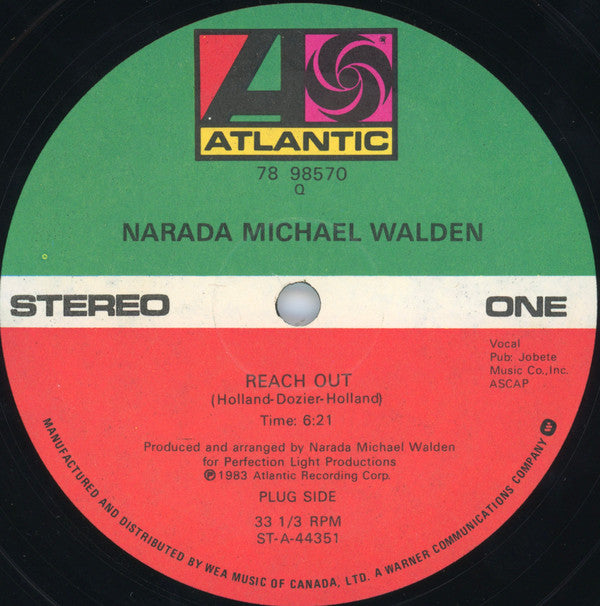 ATLANTIC
78 98570
Q
NARADA MICHAEL WALDEN
STEREO
ONE
Vocal
Pub: Jobete
Music Co., Inc.
ASCAP
REACH OUT
(Holland-Dozier-Holland)
Time: 6:21
Produced and arranged by Narada Michael Walden
for Perfection Light Productions
℗1983 Atlantic Recording Corp.
PLUG SIDE
33 1/3 RPM
ST-A-44351
MANUFACTURED AND DISTRIBUTED BY WEA MUSIC OF CANADA, LTD. A WARNER COMMUNICATIONS COMPANY